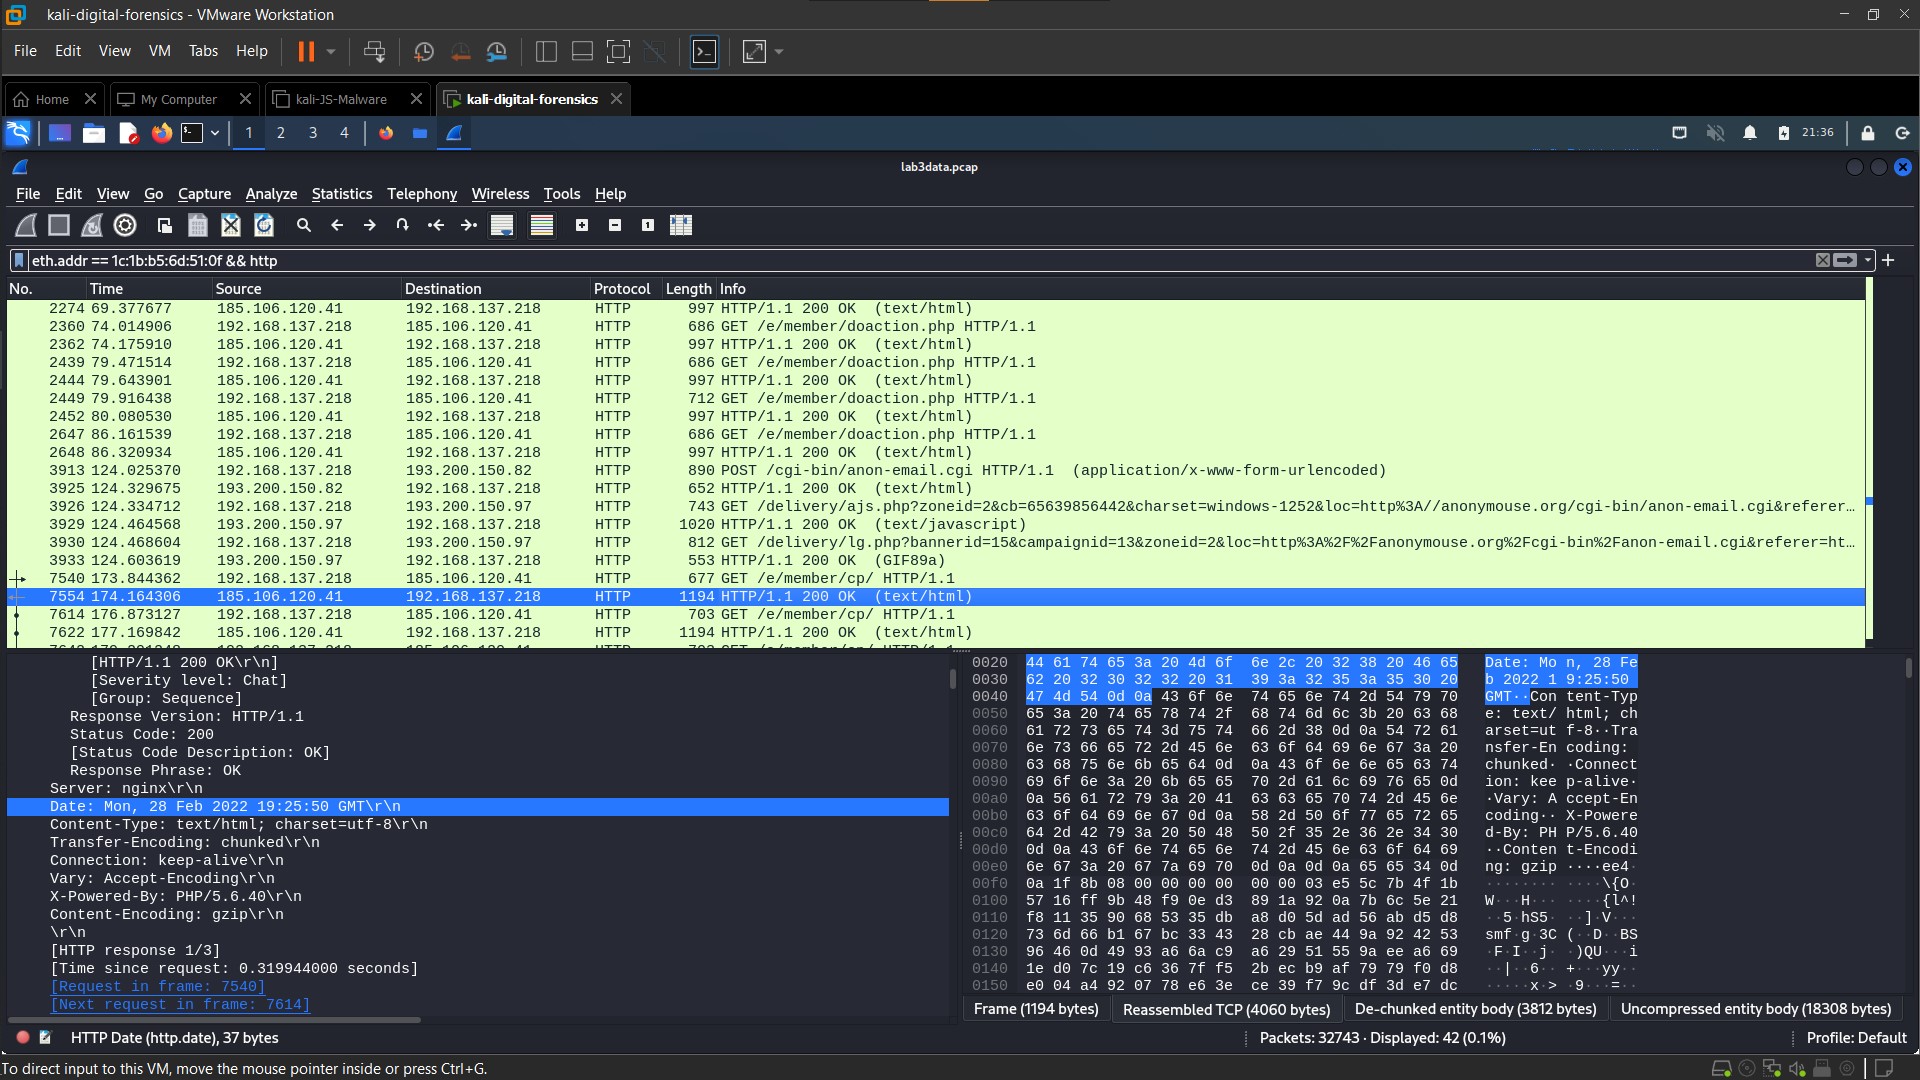 kali-digital-forensics - VMware Workstation
File Edit View VM Tabs Help
Home My Computer kali-JS-Malware kali-digital-forensics
1 2 3 4 21:36
lab3data.pcap
File Edit View Go Capture Analyze Statistics Telephony Wireless Tools Help
eth.addr == 1c:1b:b5:6d:51:0f && http
No. Time Source Destination Protocol Length Info
2274 69.377677 185.106.120.41 192.168.137.218 HTTP 997 HTTP/1.1 200 OK (text/html)
2360 74.014906 192.168.137.218 185.106.120.41 HTTP 686 GET /e/member/doaction.php HTTP/1.1
2362 74.175910 185.106.120.41 192.168.137.218 HTTP 997 HTTP/1.1 200 OK (text/html)
2439 79.471514 192.168.137.218 185.106.120.41 HTTP 686 GET /e/member/doaction.php HTTP/1.1
2444 79.643901 185.106.120.41 192.168.137.218 HTTP 997 HTTP/1.1 200 OK (text/html)
2449 79.916438 192.168.137.218 185.106.120.41 HTTP 712 GET /e/member/doaction.php HTTP/1.1
2452 80.080530 185.106.120.41 192.168.137.218 HTTP 997 HTTP/1.1 200 OK (text/html)
2647 86.161539 192.168.137.218 185.106.120.41 HTTP 686 GET /e/member/doaction.php HTTP/1.1
2648 86.320934 185.106.120.41 192.168.137.218 HTTP 997 HTTP/1.1 200 OK (text/html)
3913 124.025370 192.168.137.218 193.200.150.82 HTTP 890 POST /cgi-bin/anon-email.cgi HTTP/1.1 (application/x-www-form-urlencoded)
3925 124.329675 193.200.150.82 192.168.137.218 HTTP 652 HTTP/1.1 200 OK (text/html)
3926 124.334712 192.168.137.218 193.200.150.97 HTTP 743 GET /delivery/ajs.php?zoneid=2&cb=65639856442&charset=windows-1252&loc=http%3A//anonymouse.org/cgi-bin/anon-email.cgi&referer…
3929 124.464568 193.200.150.97 192.168.137.218 HTTP 1020 HTTP/1.1 200 OK (text/javascript)
3930 124.468604 192.168.137.218 193.200.150.97 HTTP 812 GET /delivery/lg.php?bannerid=15&campaignid=13&zoneid=2&loc=http%3A%2F%2Fanonymouse.org%2Fcgi-bin%2Fanon-email.cgi&referer=ht…
3933 124.603619 193.200.150.97 192.168.137.218 HTTP 553 HTTP/1.1 200 OK (GIF89a)
7540 173.844362 192.168.137.218 185.106.120.41 HTTP 677 GET /e/member/cp/ HTTP/1.1
7554 174.164306 185.106.120.41 192.168.137.218 HTTP 1194 HTTP/1.1 200 OK (text/html)
7614 176.873127 192.168.137.218 185.106.120.41 HTTP 703 GET /e/member/cp/ HTTP/1.1
7622 177.169842 185.106.120.41 192.168.137.218 HTTP 1194 HTTP/1.1 200 OK (text/html)
[HTTP/1.1 200 OK\r\n]
[Severity level: Chat]
[Group: Sequence]
Response Version: HTTP/1.1
Status Code: 200
[Status Code Description: OK]
Response Phrase: OK
Server: nginx\r\n
Date: Mon, 28 Feb 2022 19:25:50 GMT\r\n
Content-Type: text/html; charset=utf-8\r\n
Transfer-Encoding: chunked\r\n
Connection: keep-alive\r\n
Vary: Accept-Encoding\r\n
X-Powered-By: PHP/5.6.40\r\n
Content-Encoding: gzip\r\n
\r\n
[HTTP response 1/3]
[Time since request: 0.319944000 seconds]
[Request in frame: 7540]
[Next request in frame: 7614]
0020 44 61 74 65 3a 20 4d 6f 6e 2c 20 32 38 20 46 65 Date: Mo n, 28 Fe
0030 62 20 32 30 32 32 20 31 39 3a 32 35 3a 35 30 20 b 2022 1 9:25:50
0040 47 4d 54 0d 0a 43 6f 6e 74 65 6e 74 2d 54 79 70 GMT··Con tent-Typ
0050 65 3a 20 74 65 78 74 2f 68 74 6d 6c 3b 20 63 68 e: text/ html; ch
0060 61 72 73 65 74 3d 75 74 66 2d 38 0d 0a 54 72 61 arset=ut f-8··Tra
0070 6e 73 66 65 72 2d 45 6e 63 6f 64 69 6e 67 3a 20 nsfer-En coding:
0080 63 68 75 6e 6b 65 64 0d 0a 43 6f 6e 6e 65 63 74 chunked· ·Connect
0090 69 6f 6e 3a 20 6b 65 65 70 2d 61 6c 69 76 65 0d ion: kee p-alive·
00a0 0a 56 61 72 79 3a 20 41 63 63 65 70 74 2d 45 6e ·Vary: A ccept-En
00b0 63 6f 64 69 6e 67 0d 0a 58 2d 50 6f 77 65 72 65 coding·· X-Powere
00c0 64 2d 42 79 3a 20 50 48 50 2f 35 2e 36 2e 34 30 d-By: PH P/5.6.40
00d0 0d 0a 43 6f 6e 74 65 6e 74 2d 45 6e 63 6f 64 69 ··Conten t-Encodi
00e0 6e 67 3a 20 67 7a 69 70 0d 0a 0d 0a 65 65 34 0d ng: gzip ····ee4·
00f0 0a 1f 8b 08 00 00 00 00 00 00 03 e5 5c 7b 4f 1b ········ ····\{O·
0100 57 16 ff 9b 48 f9 0e d3 89 1a 92 0a 7b 6c 5e 21 W···H··· ····{l^!
0110 f8 11 35 90 68 53 35 db a8 d0 5d ad 56 ab d5 d8 ··5·hS5· ··]·V···
0120 73 6d 66 b1 67 bc 33 43 28 cb ae 44 9a 92 42 53 smf·g·3C (··D··BS
0130 96 46 0d 49 93 a6 6a c9 a6 29 51 55 9a ee a6 69 ·F·I··j· ·)QU···i
0140 1e d0 7c 19 c6 36 7f f5 2b ec b9 af 79 79 f0 d8 ··|··6·· +···yy··
0150 e0 04 a4 92 07 78 e6 3e ce 39 f7 9c df 3d e7 dc ·····x·> ·9···=··
Frame (1194 bytes) Reassembled TCP (4060 bytes) De-chunked entity body (3812 bytes) Uncompressed entity body (18308 bytes)
HTTP Date (http.date), 37 bytes Packets: 32743 · Displayed: 42 (0.1%) Profile: Default
To direct input to this VM, move the mouse pointer inside or press Ctrl+G.